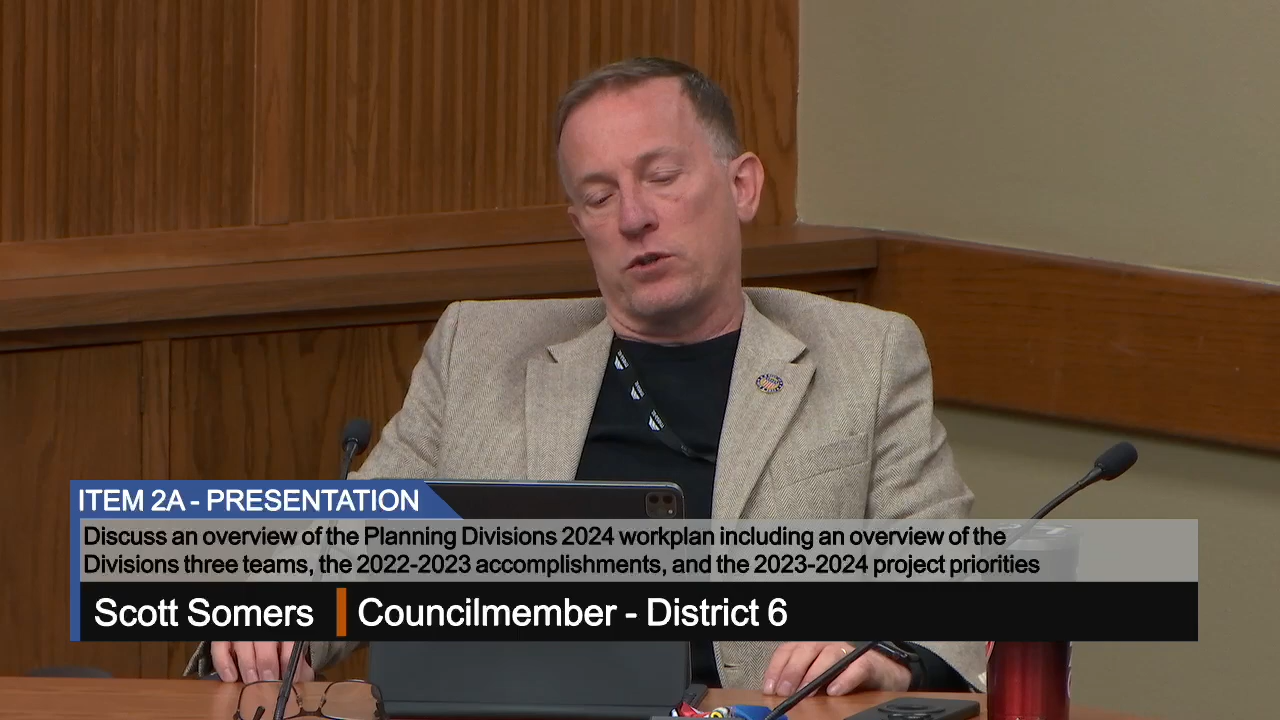 ITEM 2A - PRESENTATION
Discuss an overview of the Planning Divisions 2024 workplan including an overview of the
Divisions three teams, the 2022-2023 accomplishments, and the 2023-2024 project priorities
Scott Somers Councilmember - District 6